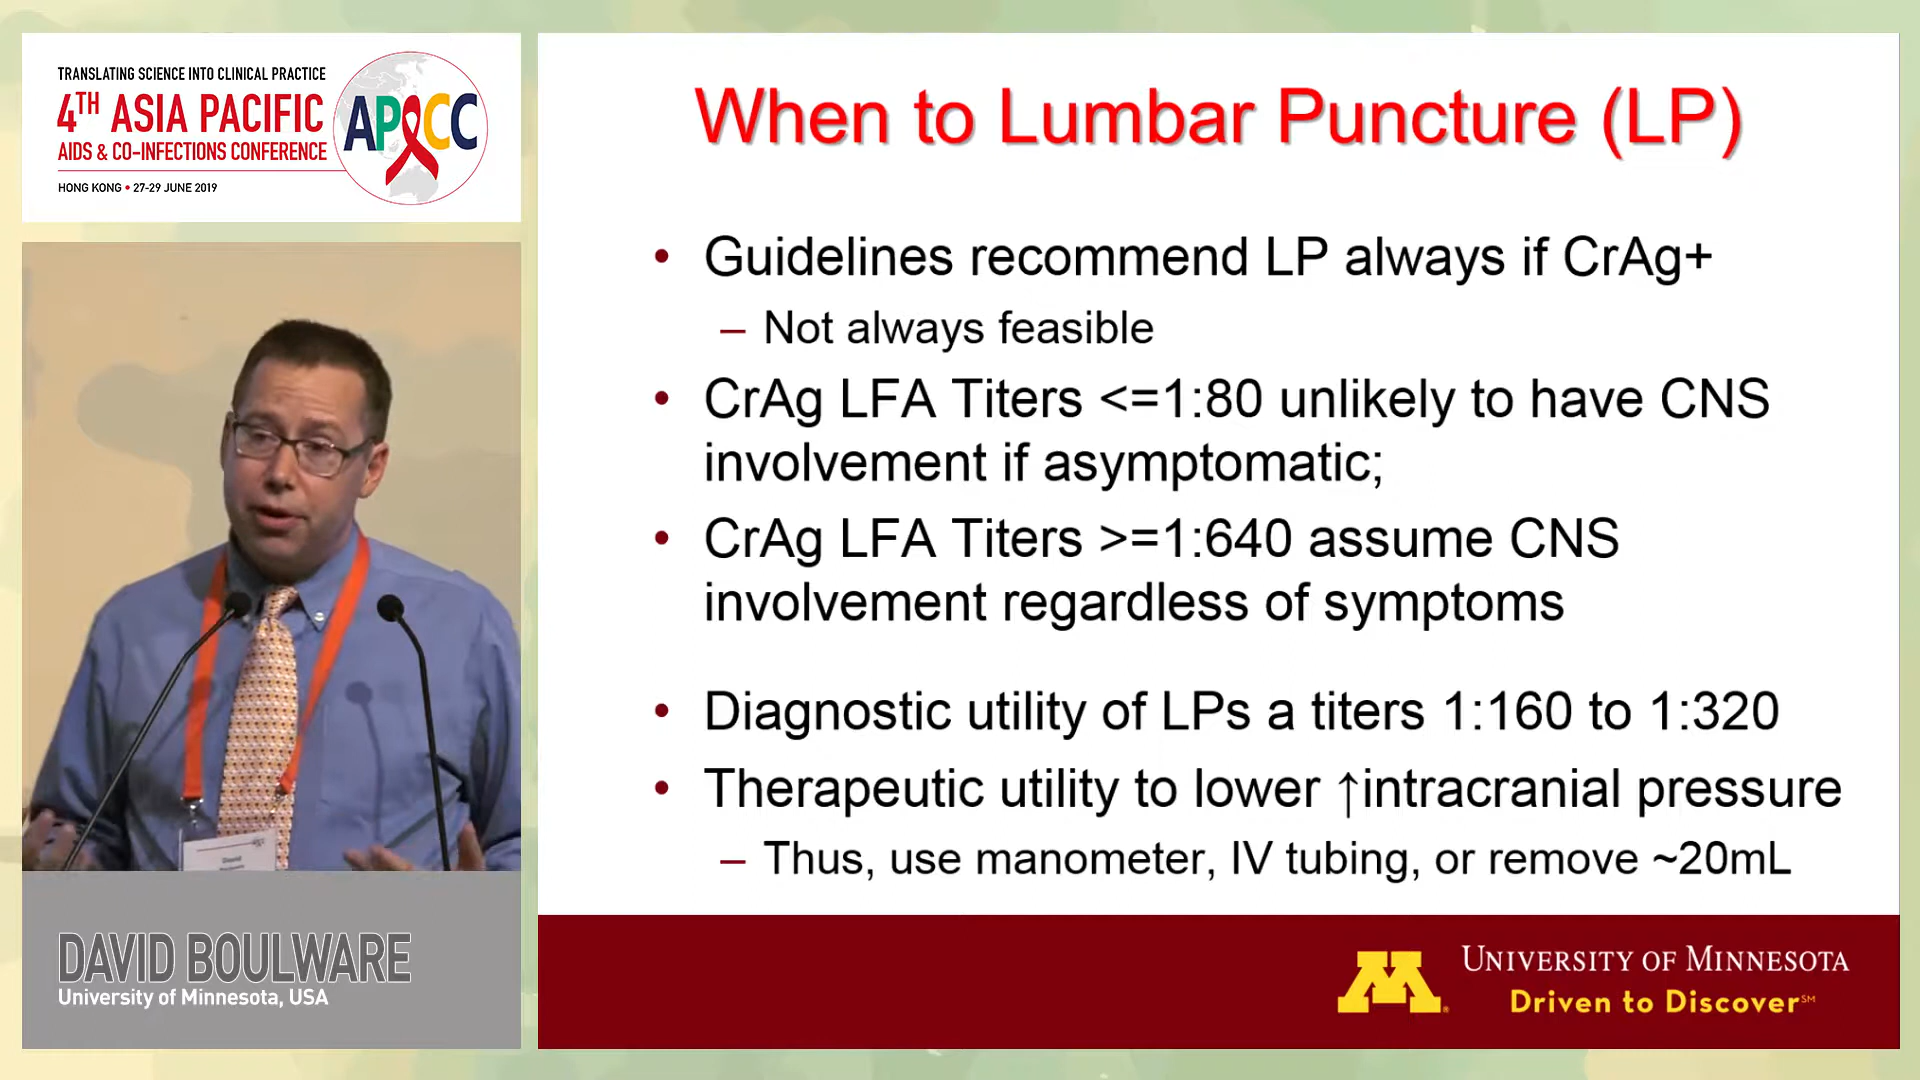 TRANSLATING SCIENCE INTO CLINICAL PRACTICE
4TH ASIA PACIFIC
AIDS & CO-INFECTIONS CONFERENCE
HONG KONG • 27-29 JUNE 2019
APACC
When to Lumbar Puncture (LP)
• Guidelines recommend LP always if CrAg+
– Not always feasible
• CrAg LFA Titers <=1:80 unlikely to have CNS
involvement if asymptomatic;
• CrAg LFA Titers >=1:640 assume CNS
involvement regardless of symptoms
• Diagnostic utility of LPs a titers 1:160 to 1:320
• Therapeutic utility to lower ↑intracranial pressure
– Thus, use manometer, IV tubing, or remove ~20mL
David
DAVID BOULWARE
University of Minnesota, USA
M
UNIVERSITY OF MINNESOTA
Driven to Discover℠